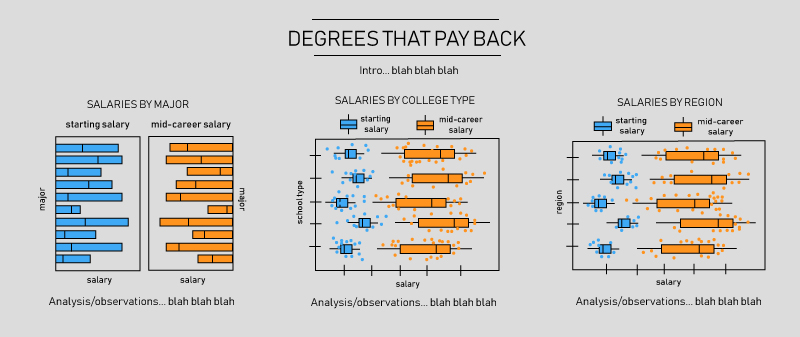 DEGREES THAT PAY BACK
Intro... blah blah blah
SALARIES BY MAJOR
starting salary
mid-career salary
major
major
salary
salary
Analysis/observations... blah blah blah
SALARIES BY COLLEGE TYPE
starting
salary
mid-career
salary
school type
salary
Analysis/observations... blah blah blah
SALARIES BY REGION
starting
salary
mid-career
salary
region
salary
Analysis/observations... blah blah blah